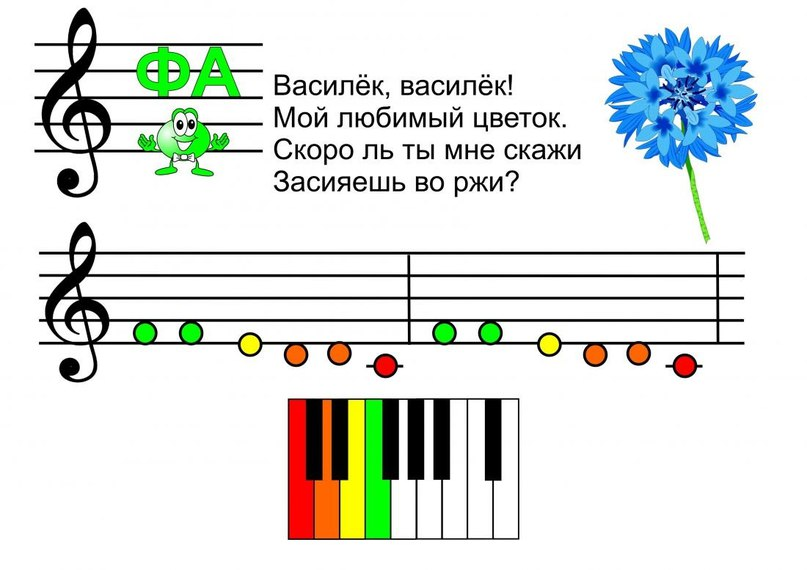 ФА
Василёк, василёк!
Мой любимый цветок.
Скоро ль ты мне скажи
Засияешь во ржи?